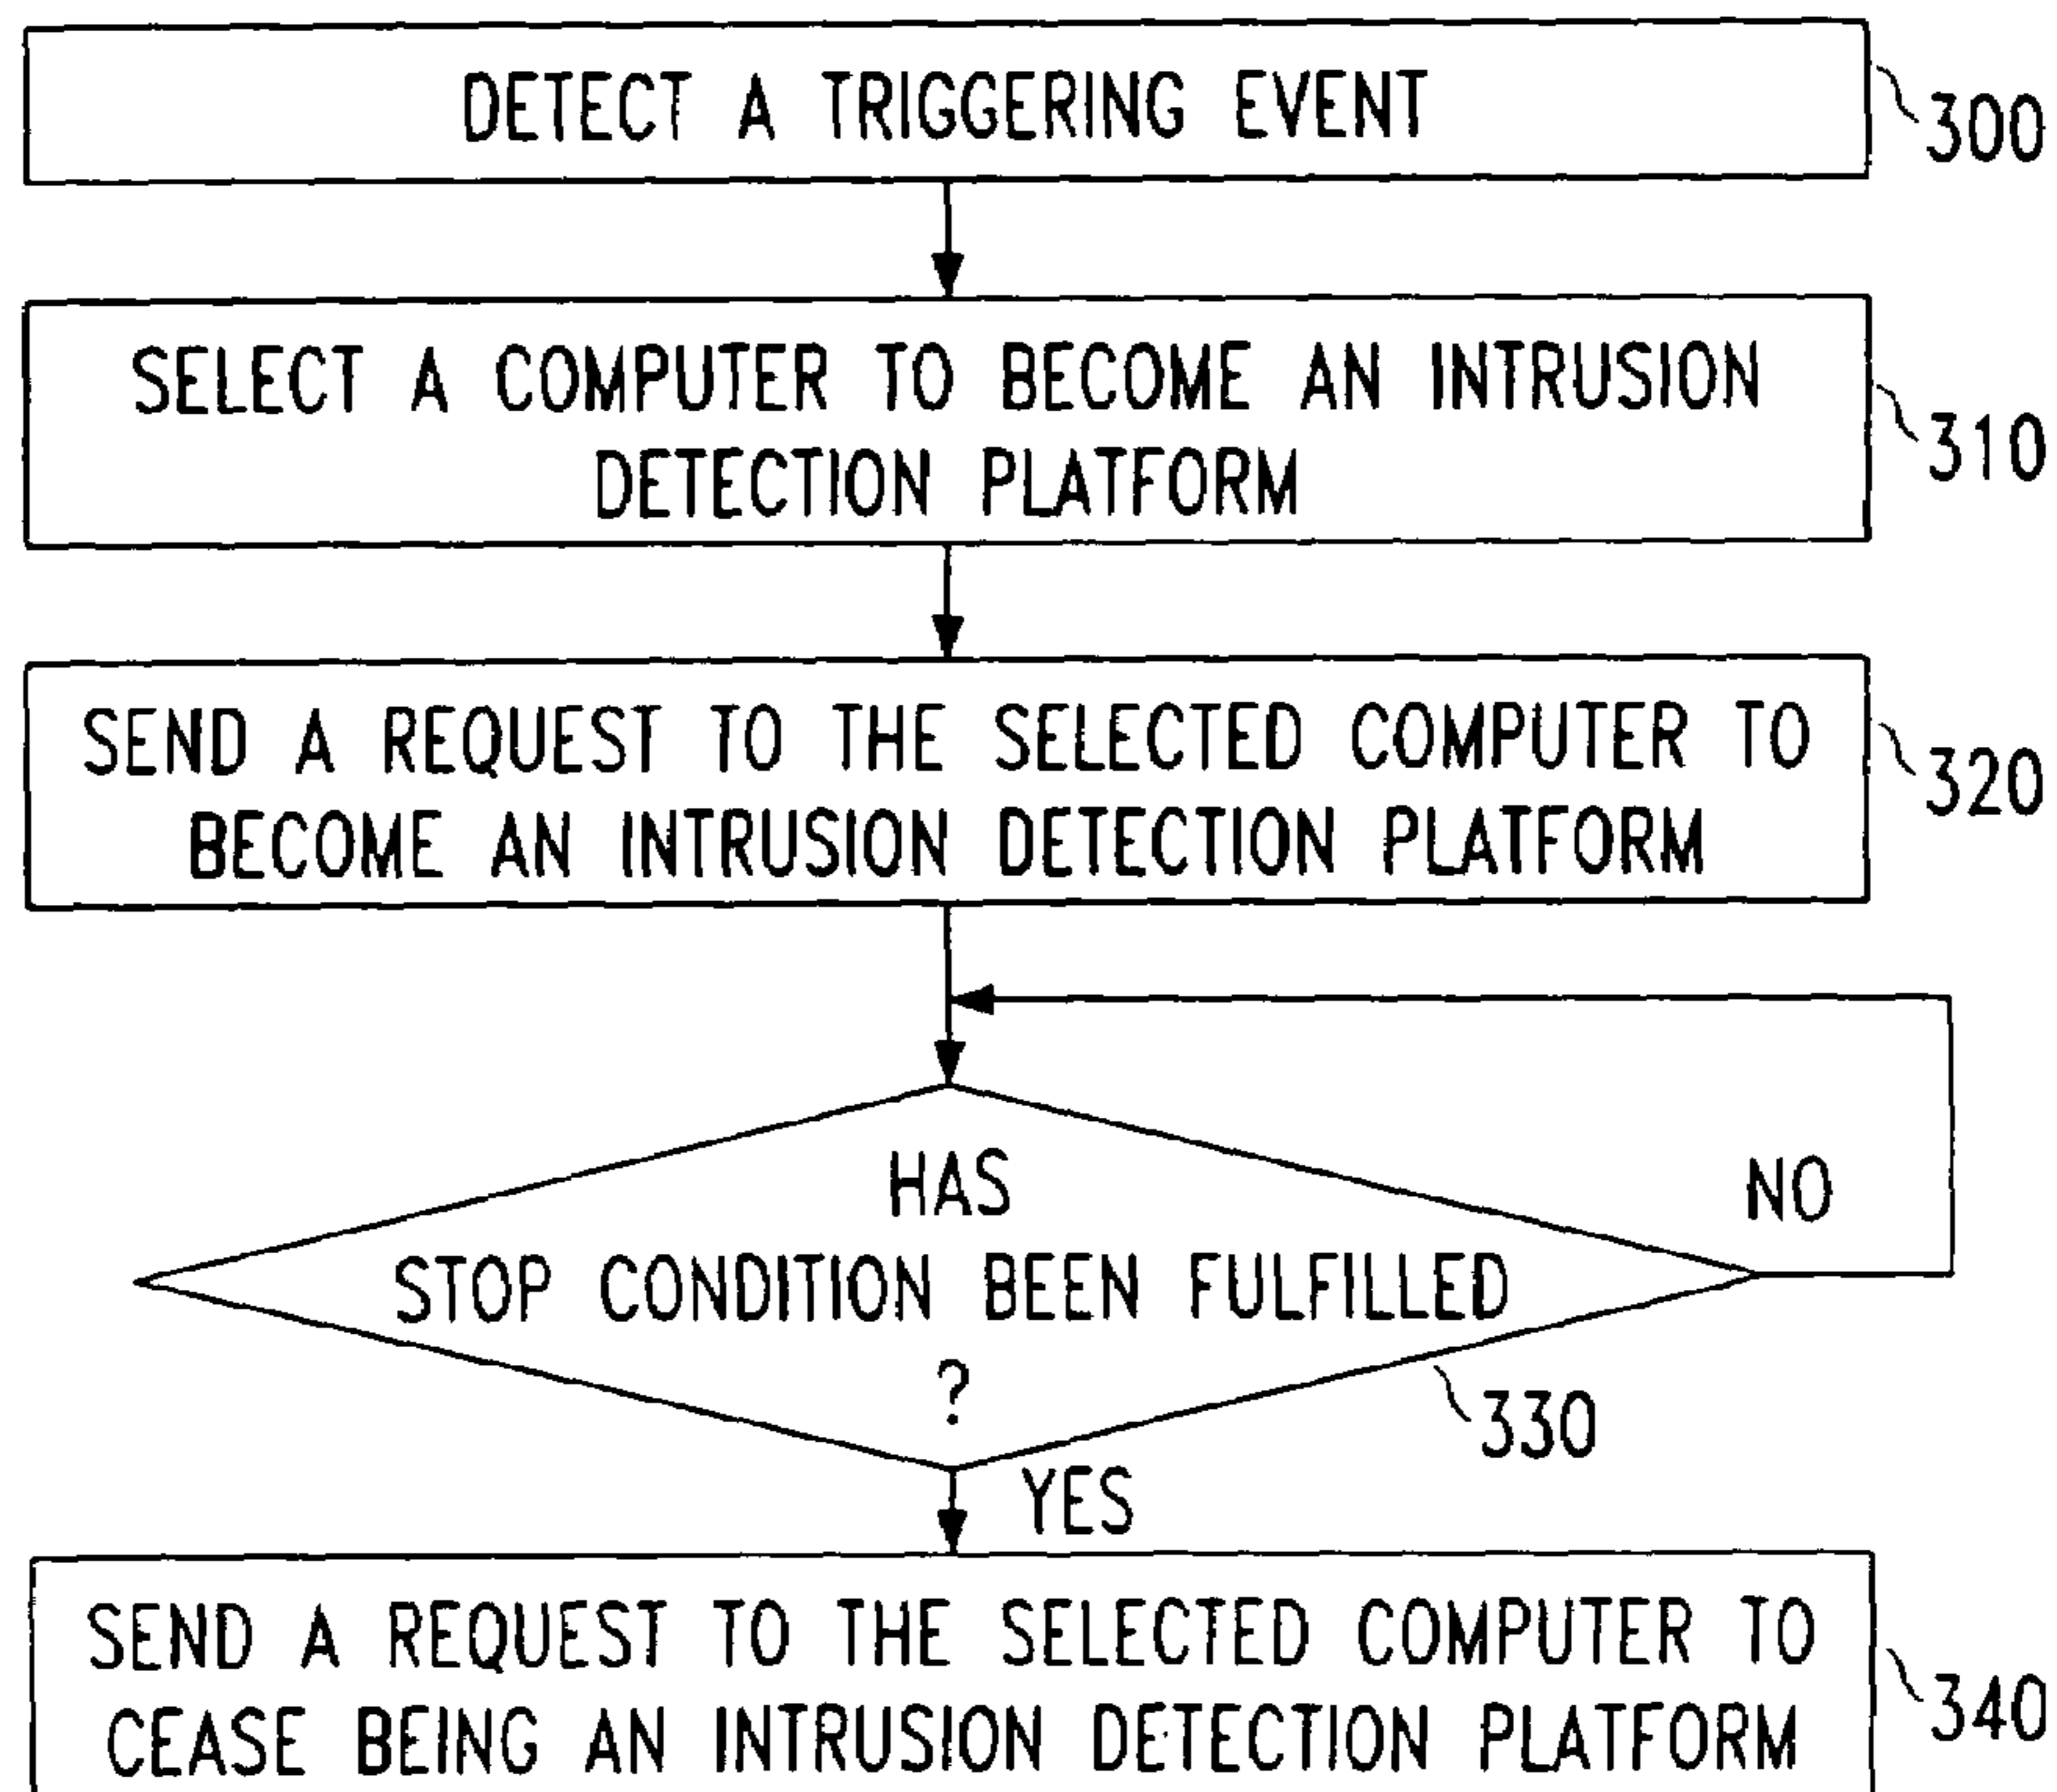 DETECT A TRIGGERING EVENT
300
SELECT A COMPUTER TO BECOME AN INTRUSION
DETECTION PLATFORM
310
SEND A REQUEST TO THE SELECTED COMPUTER TO
BECOME AN INTRUSION DETECTION PLATFORM
320
HAS
STOP CONDITION BEEN FULFILLED
?
NO
330
YES
SEND A REQUEST TO THE SELECTED COMPUTER TO
CEASE BEING AN INTRUSION DETECTION PLATFORM
340